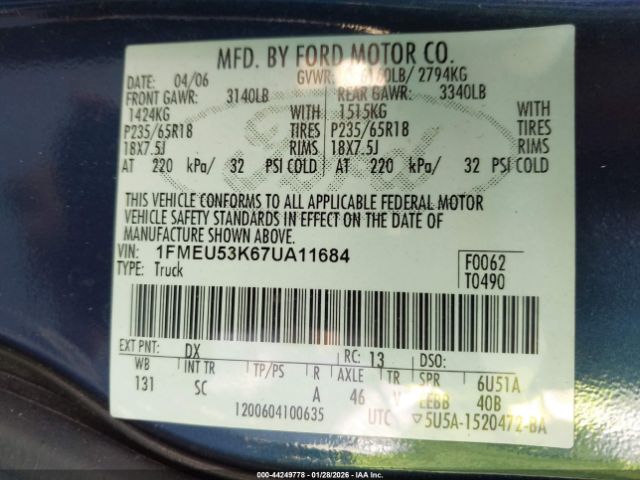 MFD. BY FORD MOTOR CO.
DATE: 04/06 GVWR: LB/ 2794KG
FRONT GAWR: 3140LB REAR GAWR: 3340LB
1424KG WITH 1515KG WITH
P235/65R18 TIRES P235/65R18 TIRES
18X7.5J RIMS 18X7.5J RIMS
AT 220 kPa/ 32 PSI COLD AT 220 kPa/ 32 PSI COLD
Ford
THIS VEHICLE CONFORMS TO ALL APPLICABLE FEDERAL MOTOR
VEHICLE SAFETY STANDARDS IN EFFECT ON THE DATE OF
MANUFACTURE SHOWN ABOVE.
VIN: 1FMEU53K67UA11684 F0062
TYPE: Truck T0490
EXT PNT: DX RC: 13 DSO:
WB INT TR TP/PS R AXLE TR SPR 6U51A
131 SC A 46 V EEBB 40B
1200604100635 UTC ▽5U5A-1520472-BA
IAA - 44249778 - 01/28/2026 - IAAI.com